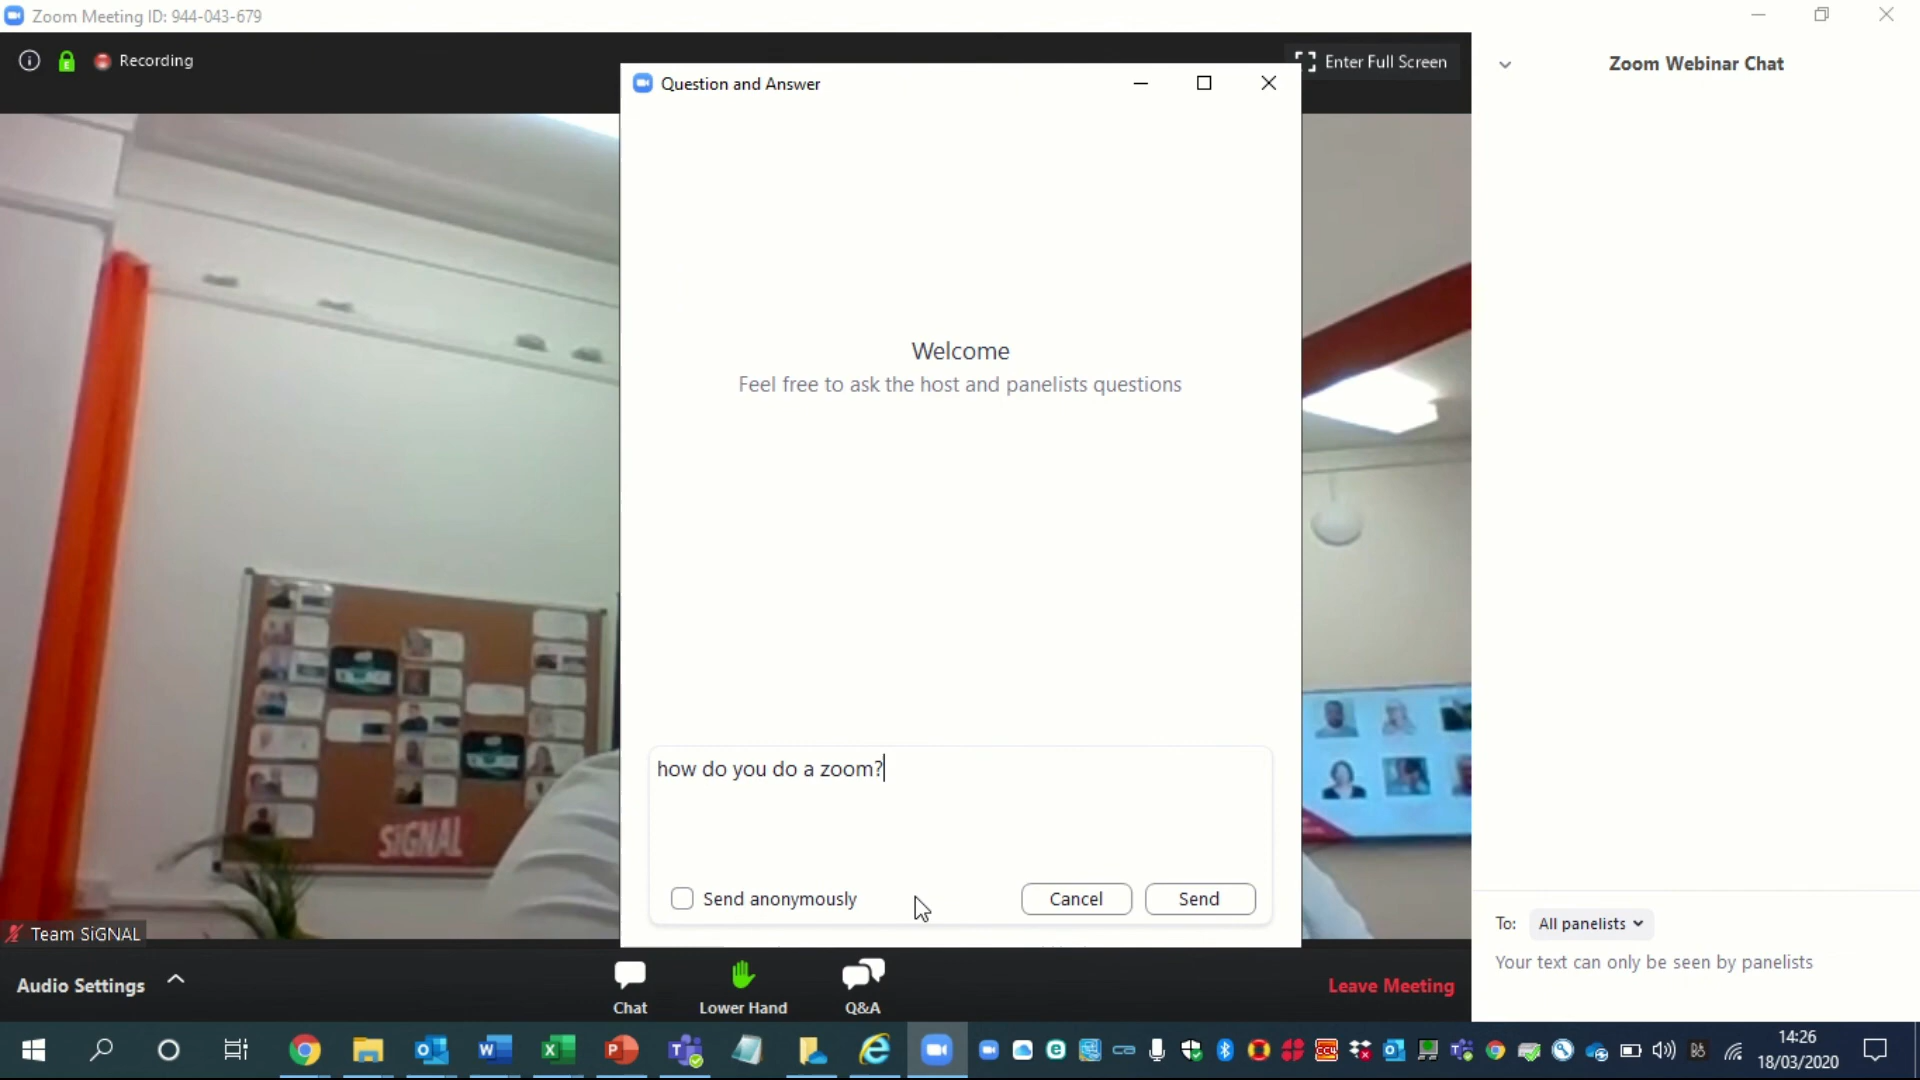 Zoom Meeting ID: 944-043-679
Recording
Enter Full Screen
Zoom Webinar Chat
Question and Answer
Welcome
Feel free to ask the host and panelists questions
how do you do a zoom?
Send anonymously
Cancel
Send
SiGNAL
Team SiGNAL
To: All panelists
Your text can only be seen by panelists
Audio Settings
Chat
Lower Hand
Q&A
Leave Meeting
14:26
18/03/2020